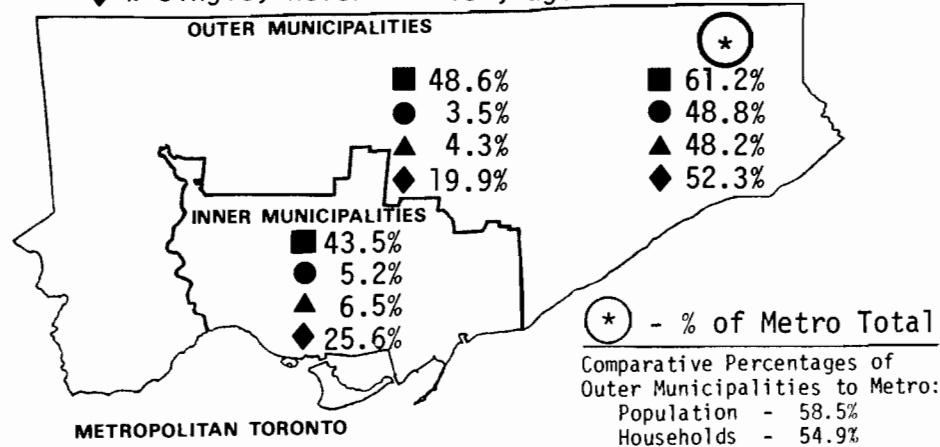 OUTER MUNICIPALITIES
*
■ 48.6%
● 3.5%
▲ 4.3%
◆ 19.9%
■ 61.2%
● 48.8%
▲ 48.2%
◆ 52.3%
INNER MUNICIPALITIES
■ 43.5%
● 5.2%
▲ 6.5%
◆ 25.6%
METROPOLITAN TORONTO
* - % of Metro Total
Comparative Percentages of
Outer Municipalities to Metro:
Population - 58.5%
Households - 54.9%